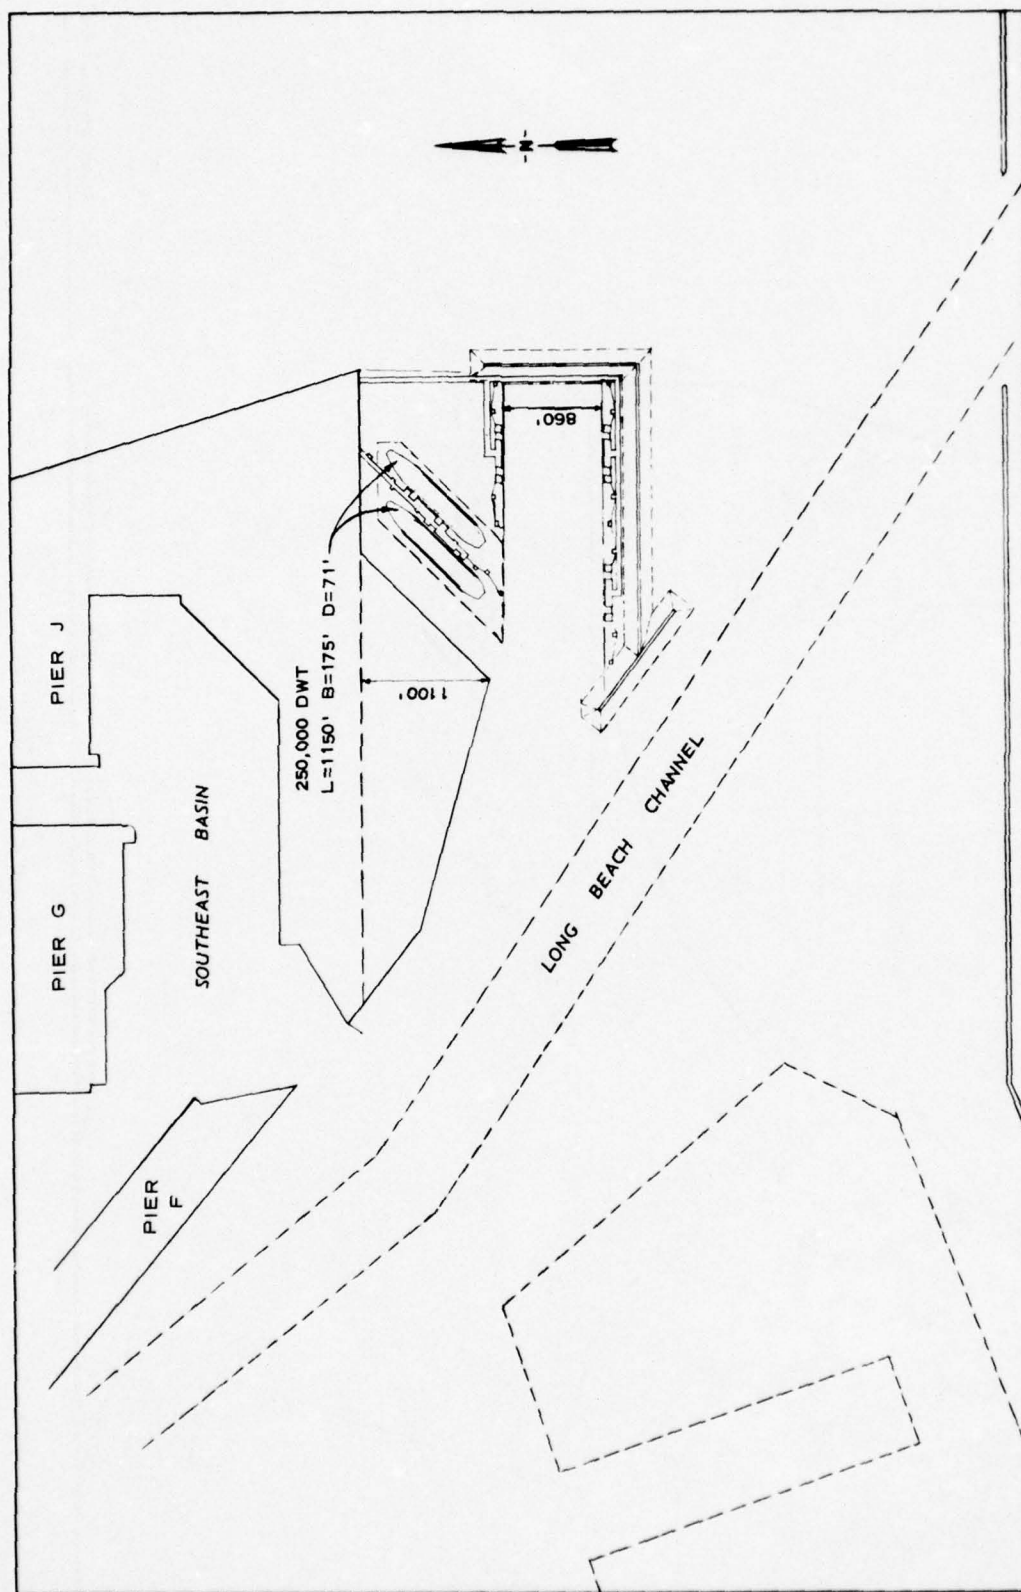 N
PIER J
PIER G
PIER
F
SOUTHEAST BASIN
250,000 DWT
L=1150' B=175' D=71'
1100'
860'
LONG BEACH CHANNEL